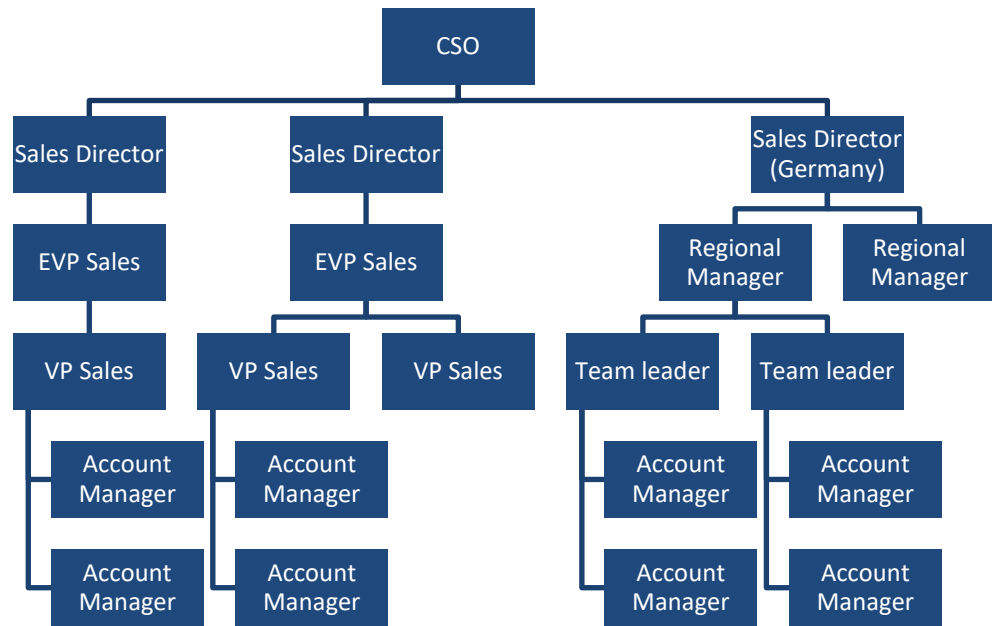 CSO
Sales Director
Sales Director
Sales Director
(Germany)
EVP Sales
EVP Sales
Regional
Manager
Regional
Manager
VP Sales
VP Sales
VP Sales
Team leader
Team leader
Account
Manager
Account
Manager
Account
Manager
Account
Manager
Account
Manager
Account
Manager
Account
Manager
Account
Manager